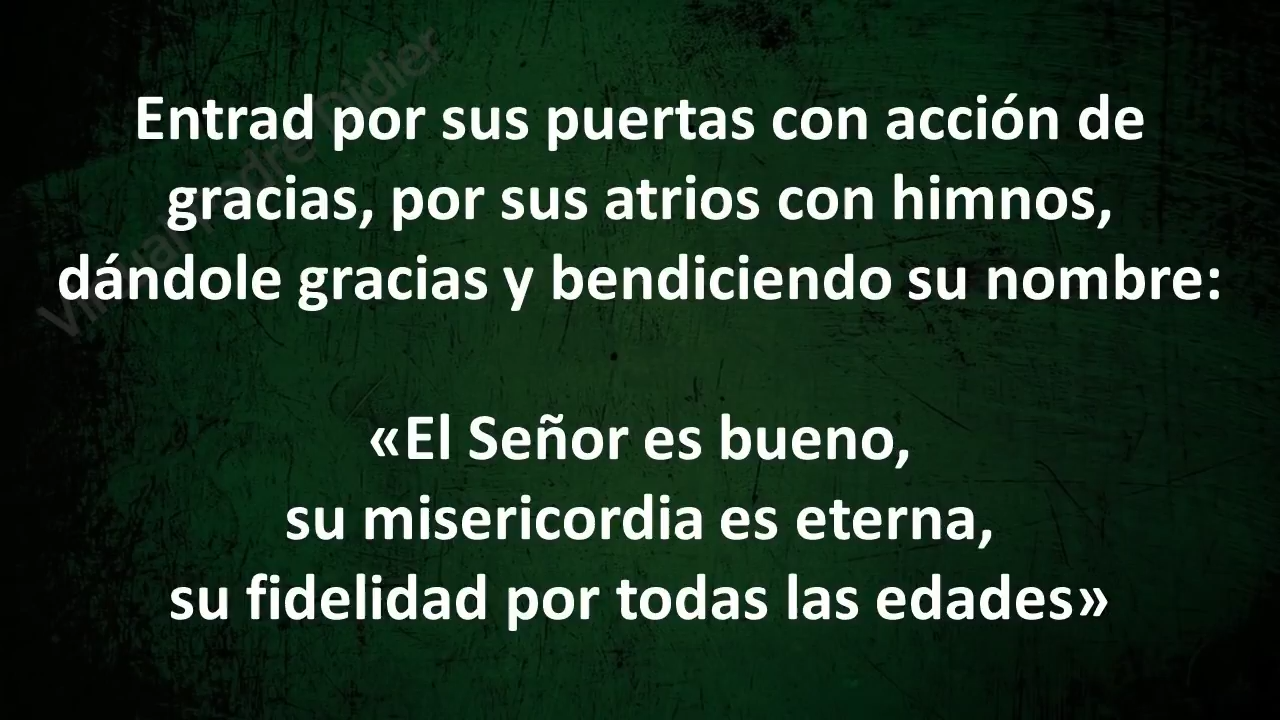 Entrad por sus puertas con acción de
gracias, por sus atrios con himnos,
dándole gracias y bendiciendo su nombre:
«El Señor es bueno,
su misericordia es eterna,
su fidelidad por todas las edades»